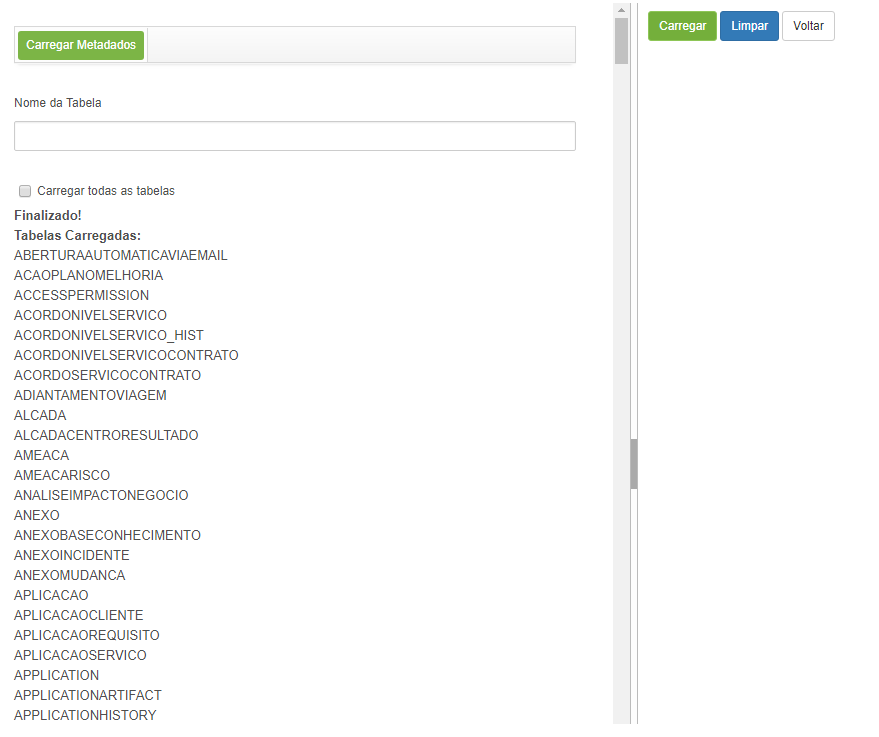 Carregar Metadados
Carregar Limpar Voltar
Nome da Tabela
Carregar todas as tabelas
Finalizado!
Tabelas Carregadas:
ABERTURAAUTOMATICAVIAEMAIL
ACAOPLANOMELHORIA
ACCESSPERMISSION
ACORDONIVELSERVICO
ACORDONIVELSERVICO_HIST
ACORDONIVELSERVICOCONTRATO
ACORDOSERVICOCONTRATO
ADIANTAMENTOVIAGEM
ALCADA
ALCADACENTRORESULTADO
AMEACA
AMEACARISCO
ANALISEIMPACTONEGOCIO
ANEXO
ANEXOBASECONHECIMENTO
ANEXOINCIDENTE
ANEXOMUDANCA
APLICACAO
APLICACAOCLIENTE
APLICACAOREQUISITO
APLICACAOSERVICO
APPLICATION
APPLICATIONARTIFACT
APPLICATIONHISTORY